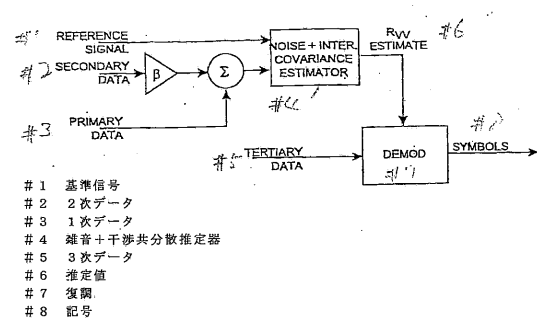 #1
REFERENCE
SIGNAL
#2
SECONDARY
DATA
β
Σ
NOISE + INTER.
COVARIANCE
ESTIMATOR
#4
RVV
ESTIMATE
#6
#3
PRIMARY
DATA
#5
TERTIARY
DATA
DEMOD
#7
SYMBOLS
#1 基準信号
#2 2次データ
#3 1次データ
#4 雑音+干渉共分散推定器
#5 3次データ
#6 推定値
#7 復調
#8 記号